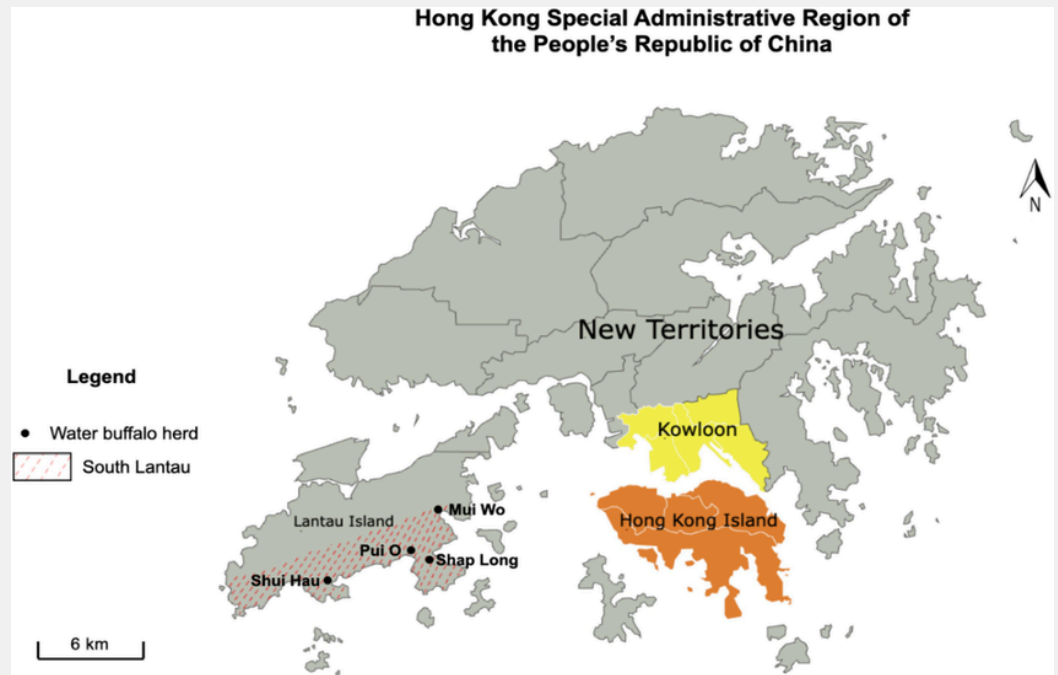 Hong Kong Special Administrative Region of
the People's Republic of China
N
New Territories
Legend
Water buffalo herd
South Lantau
Kowloon
Mui Wo
Lantau Island
Hong Kong Island
Pui O
Shap Long
Shui Hau
6 km